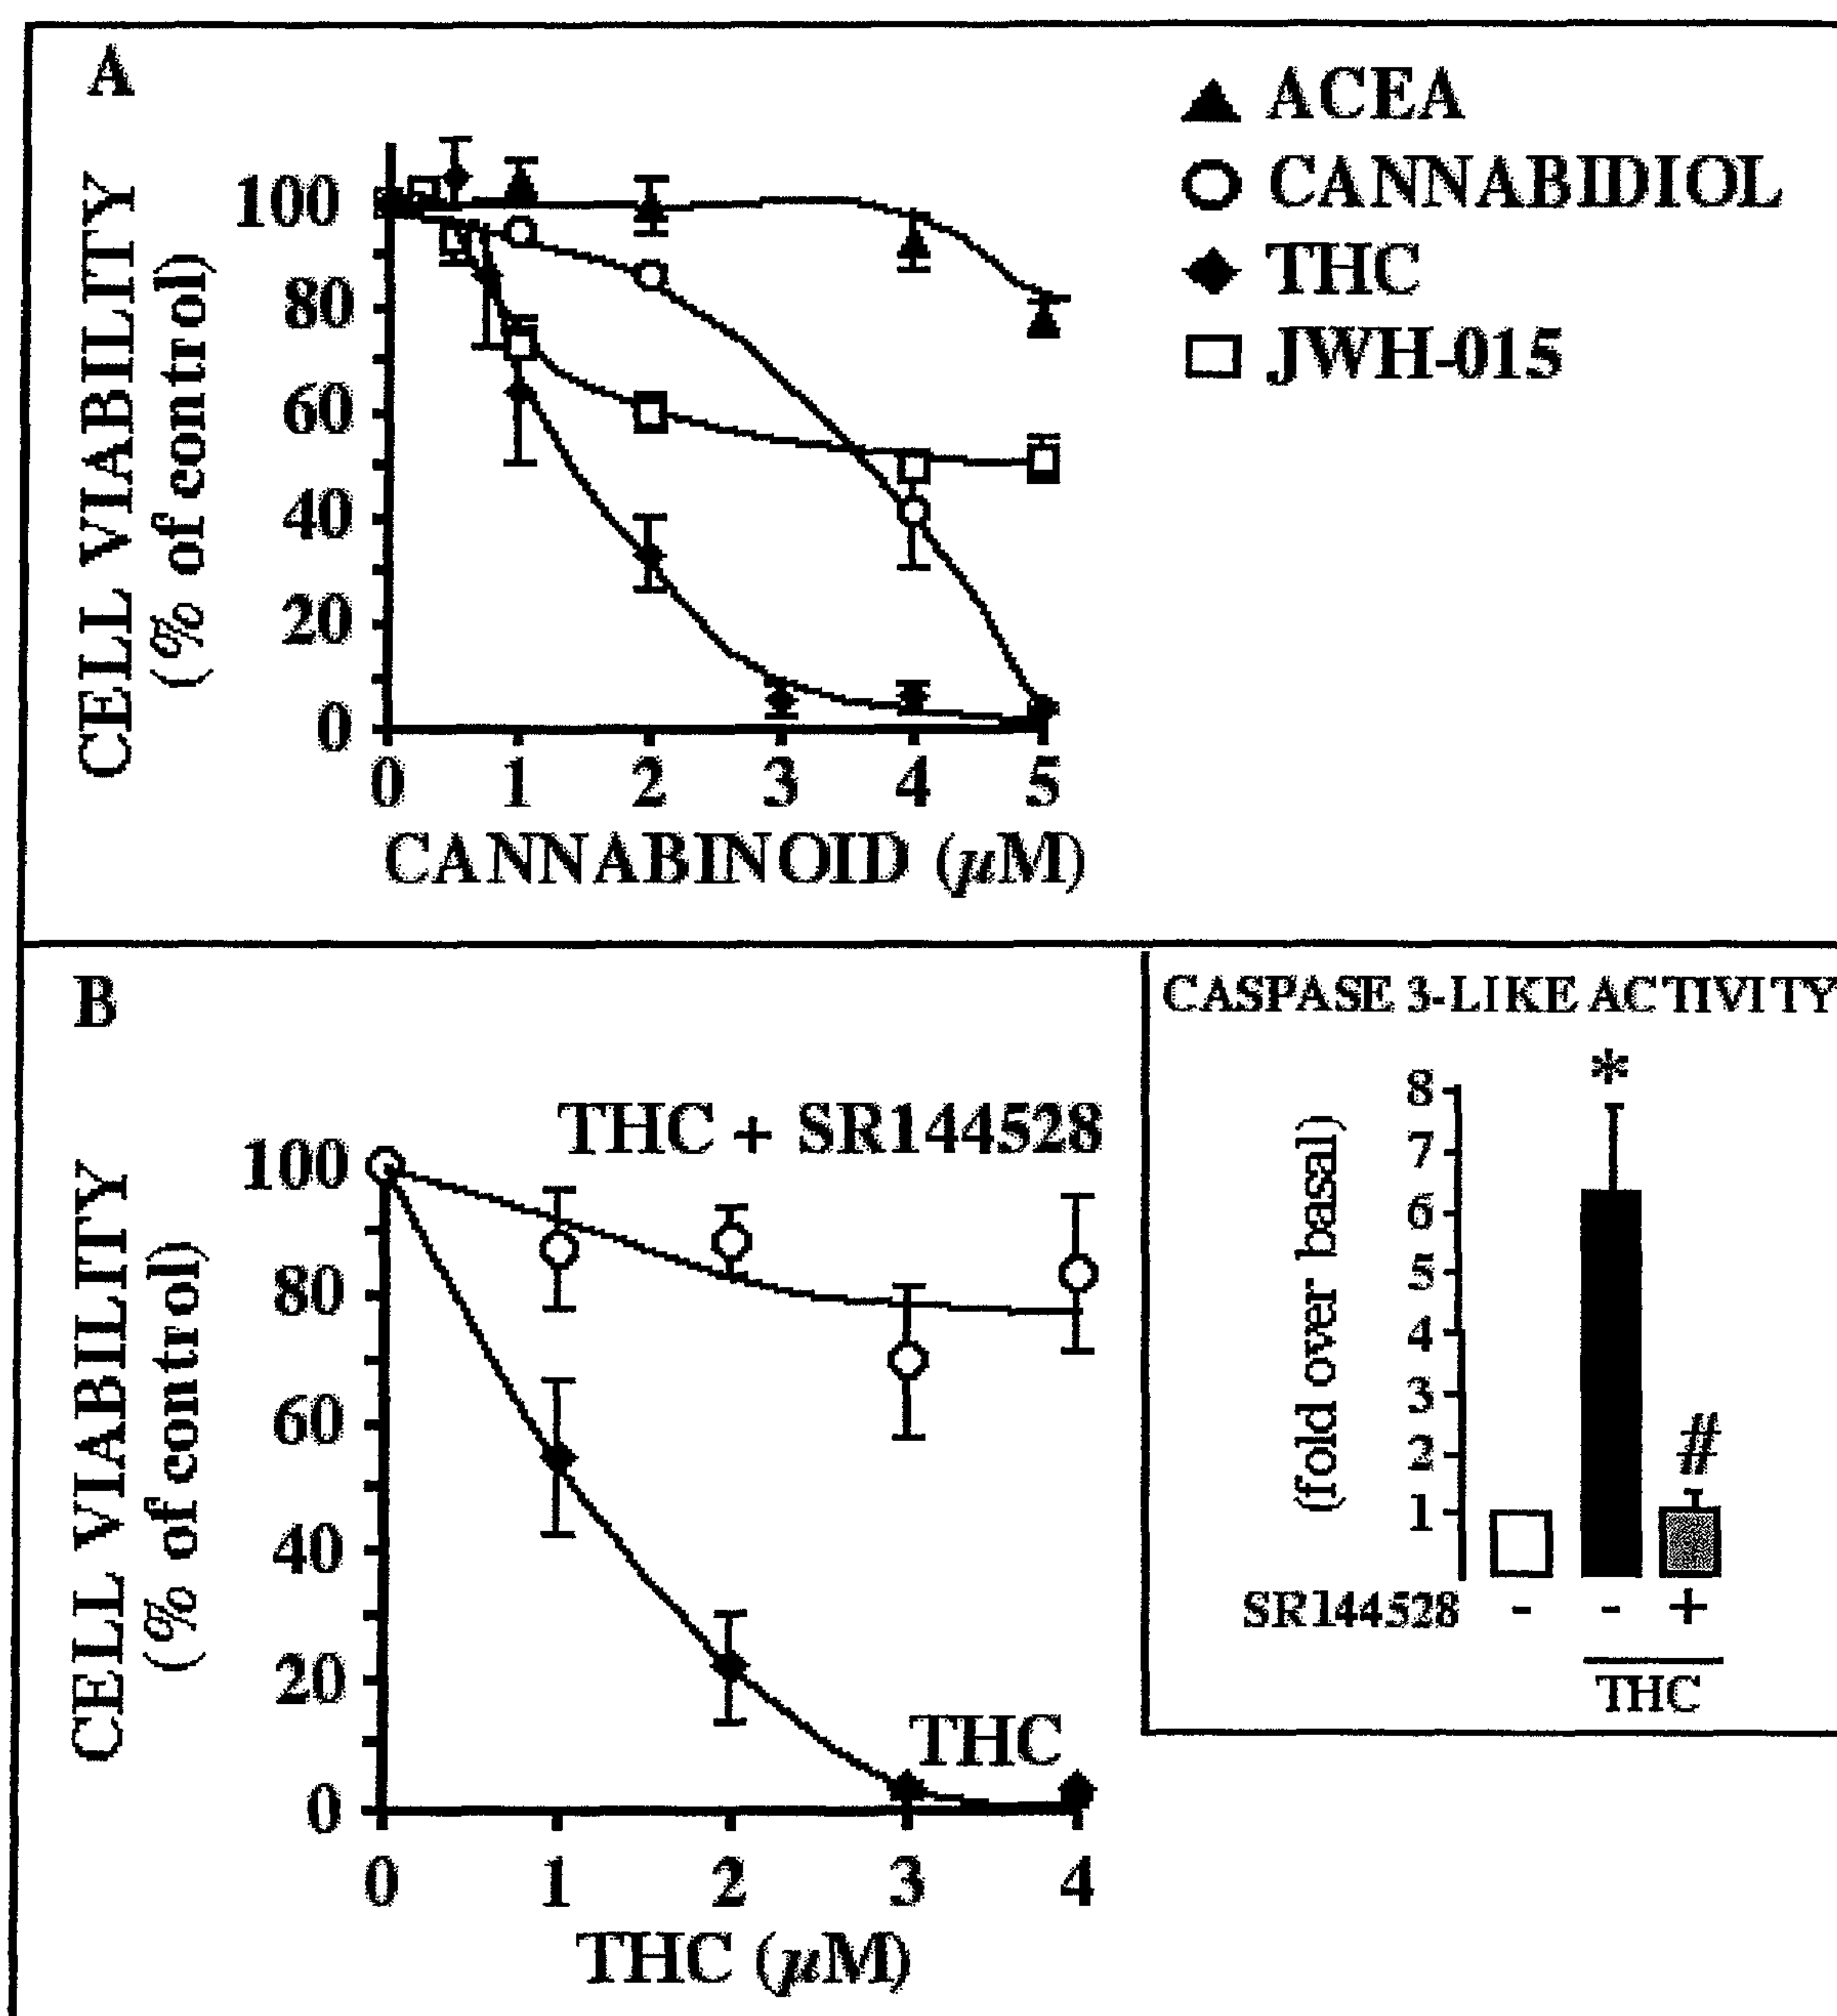 A
ACEA
CANNABIDIOL
THC
JWH-015
CELL VIABILITY
(% of control)
100
80
60
40
20
0
0 1 2 3 4 5
CANNABINOID (µM)
B
THC + SR144528
CELL VIABILITY
(% of control)
100
80
60
40
20
0
THC
0 1 2 3 4
THC (µM)
CASPASE 3-LIKE ACTIVITY
(fold over basal)
8
7
6
5
4
3
2
1
*
#
SR144528 - - +
THC